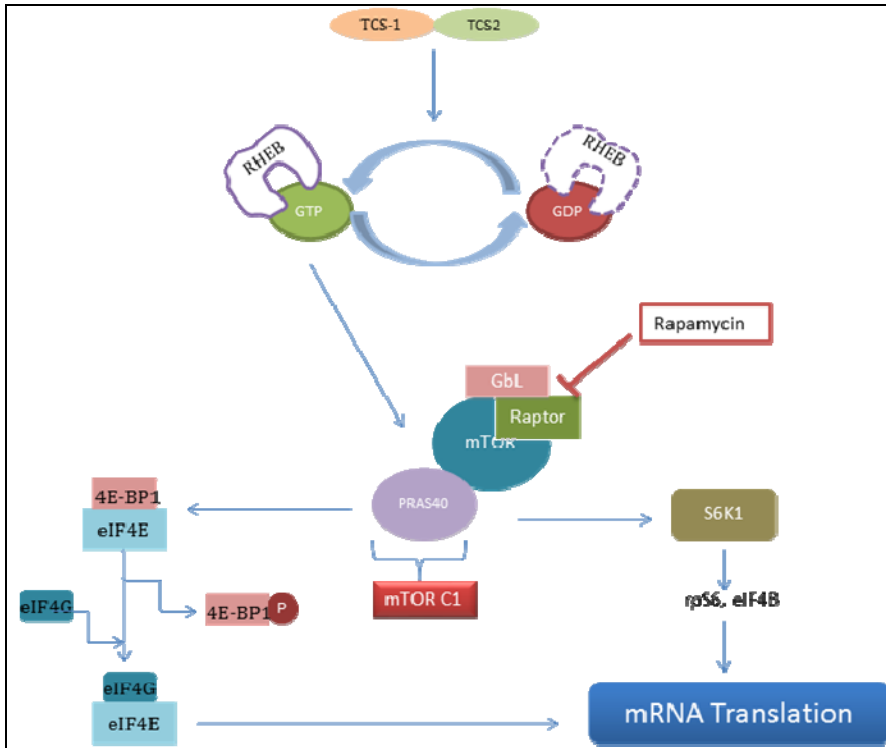 TCS-1
TCS2
RHEB
GTP
RHEB
GDP
Rapamycin
GbL
Raptor
mTOR
PRAS40
4E-BP1
eIF4E
S6K1
mTOR C1
eIF4G
4E-BP1
P
rpS6, eIF4B
eIF4G
eIF4E
mRNA Translation